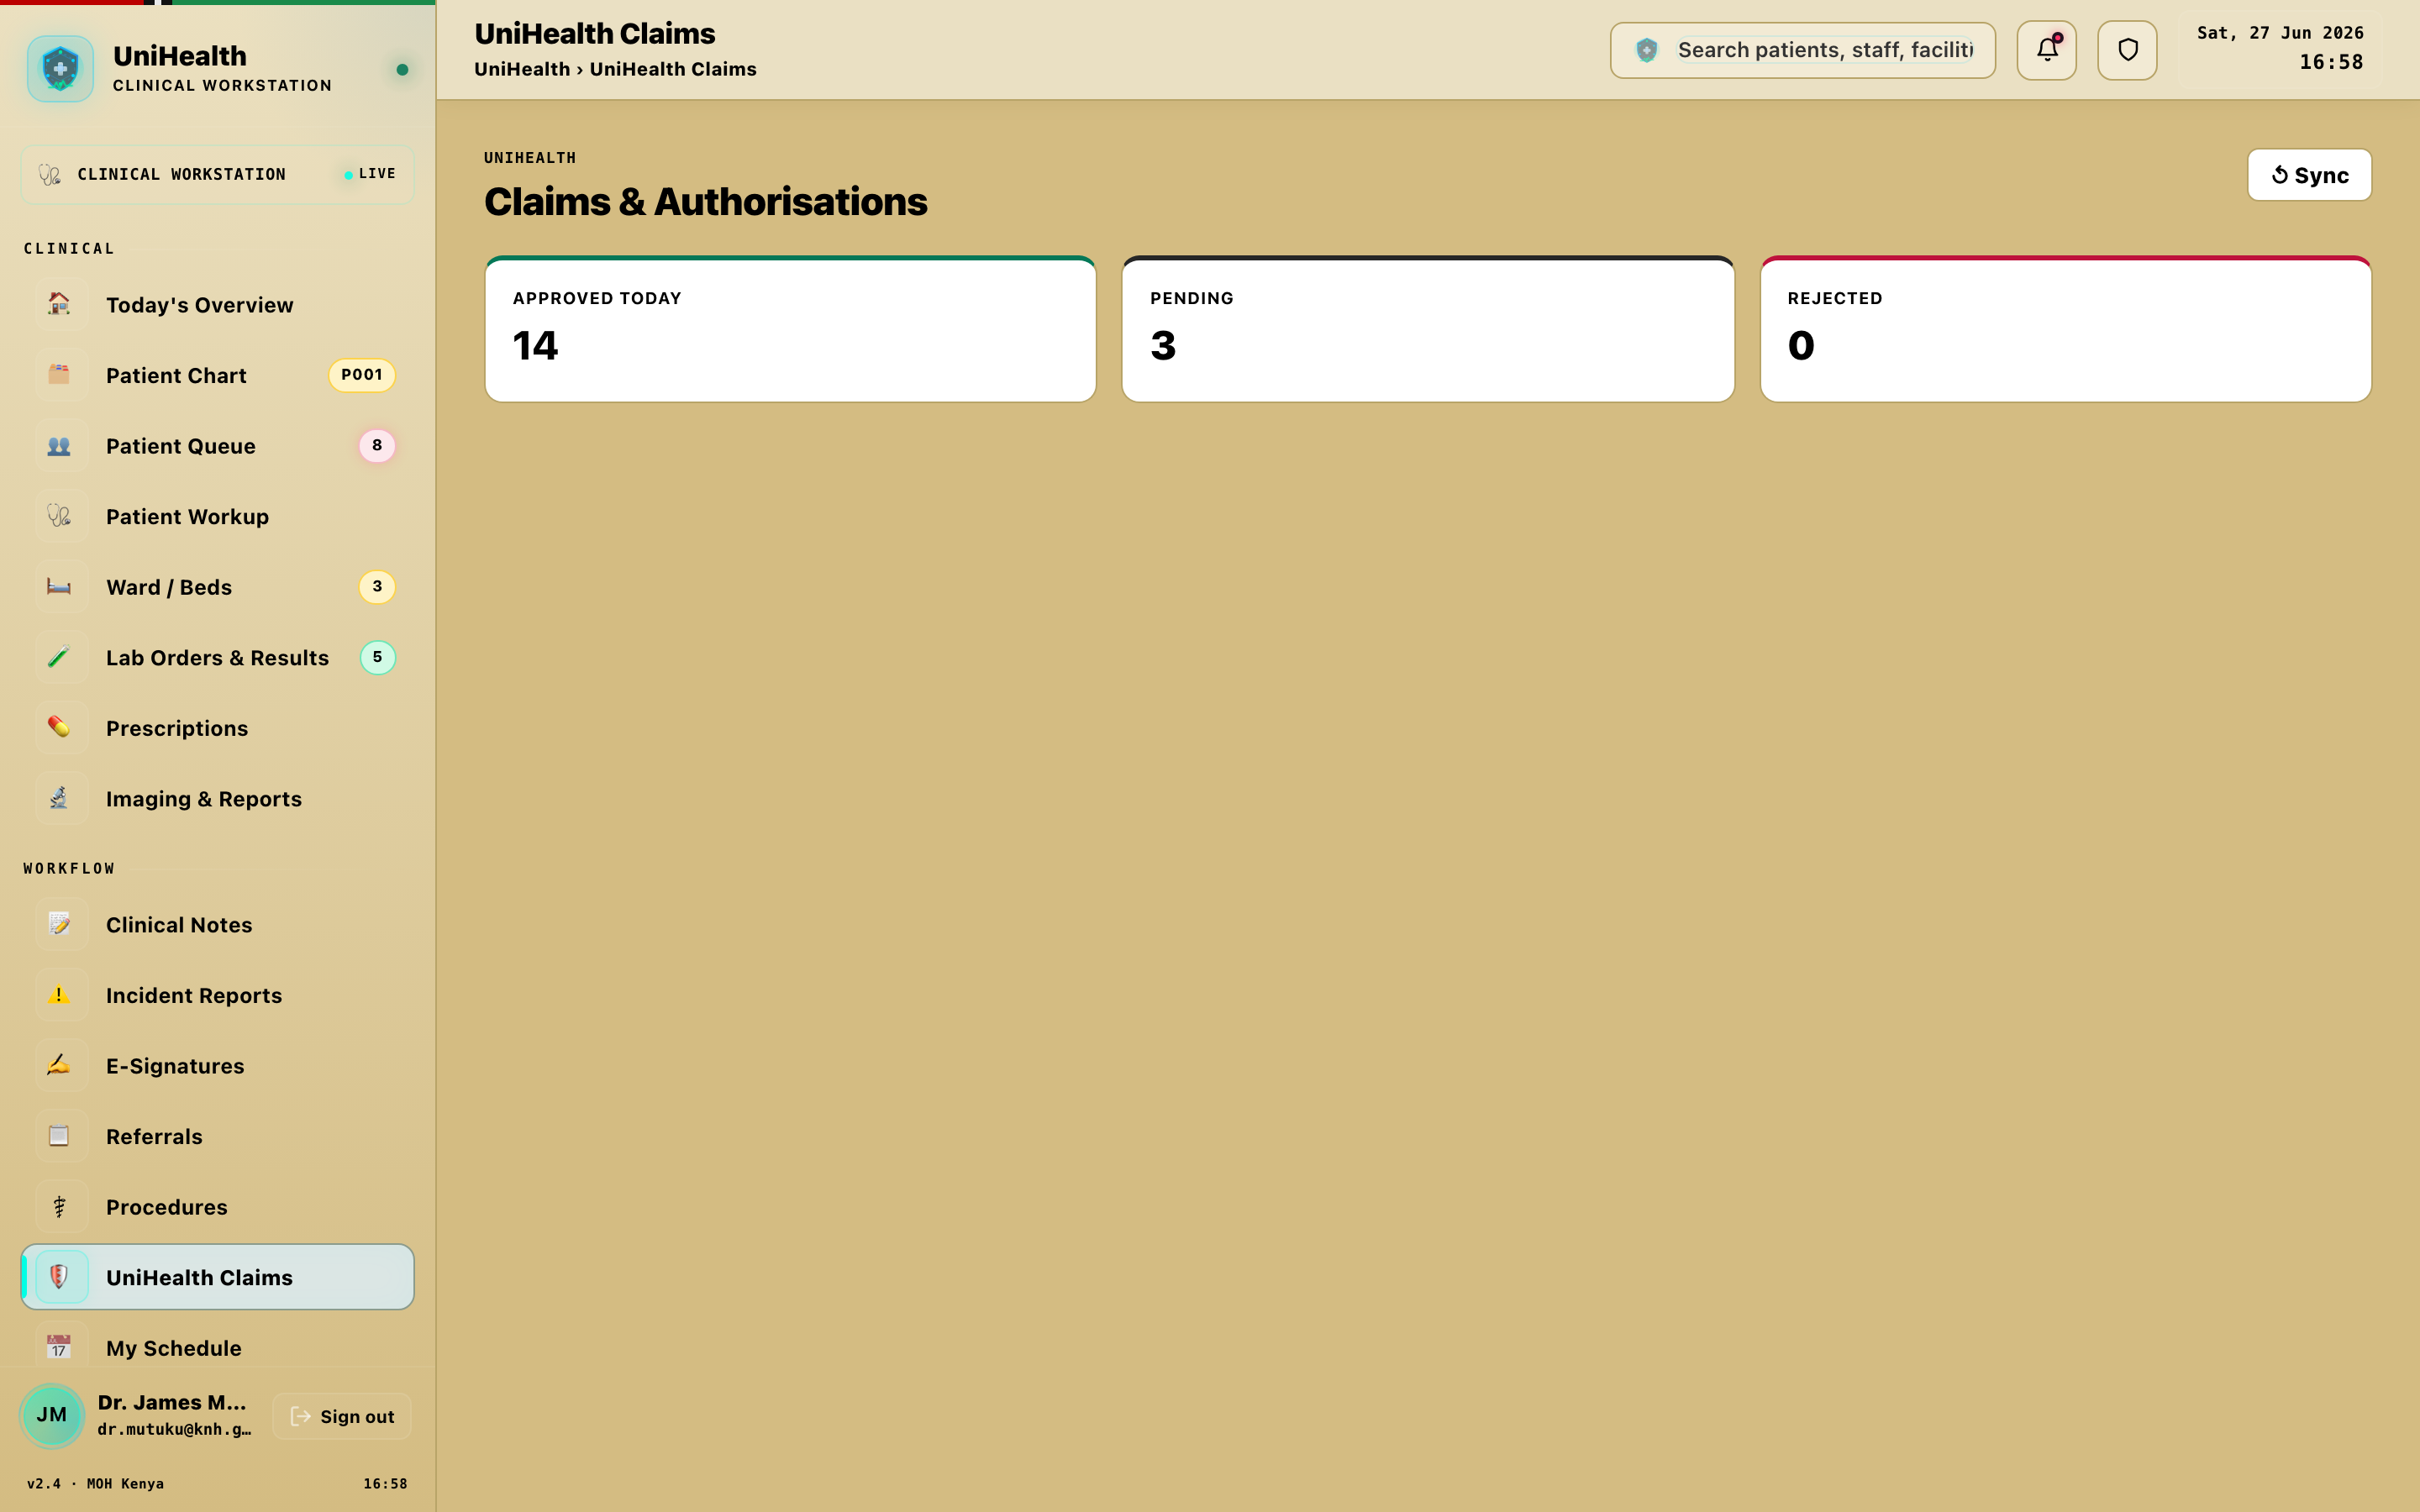 UniHealth
CLINICAL WORKSTATION
CLINICAL WORKSTATION
LIVE
CLINICAL
Today's Overview
Patient Chart
P001
Patient Queue
8
Patient Workup
Ward / Beds
3
Lab Orders & Results
5
Prescriptions
Imaging & Reports
WORKFLOW
Clinical Notes
Incident Reports
E-Signatures
Referrals
Procedures
UniHealth Claims
17
My Schedule
JM
Dr. James M...
dr.mutuku@knh.g…
Sign out
v2.4 · MOH Kenya
16:58
UniHealth Claims
UniHealth › UniHealth Claims
Search patients, staff, faciliti
Sat, 27 Jun 2026
16:58
UNIHEALTH
Claims & Authorisations
Sync
APPROVED TODAY
14
PENDING
3
REJECTED
0